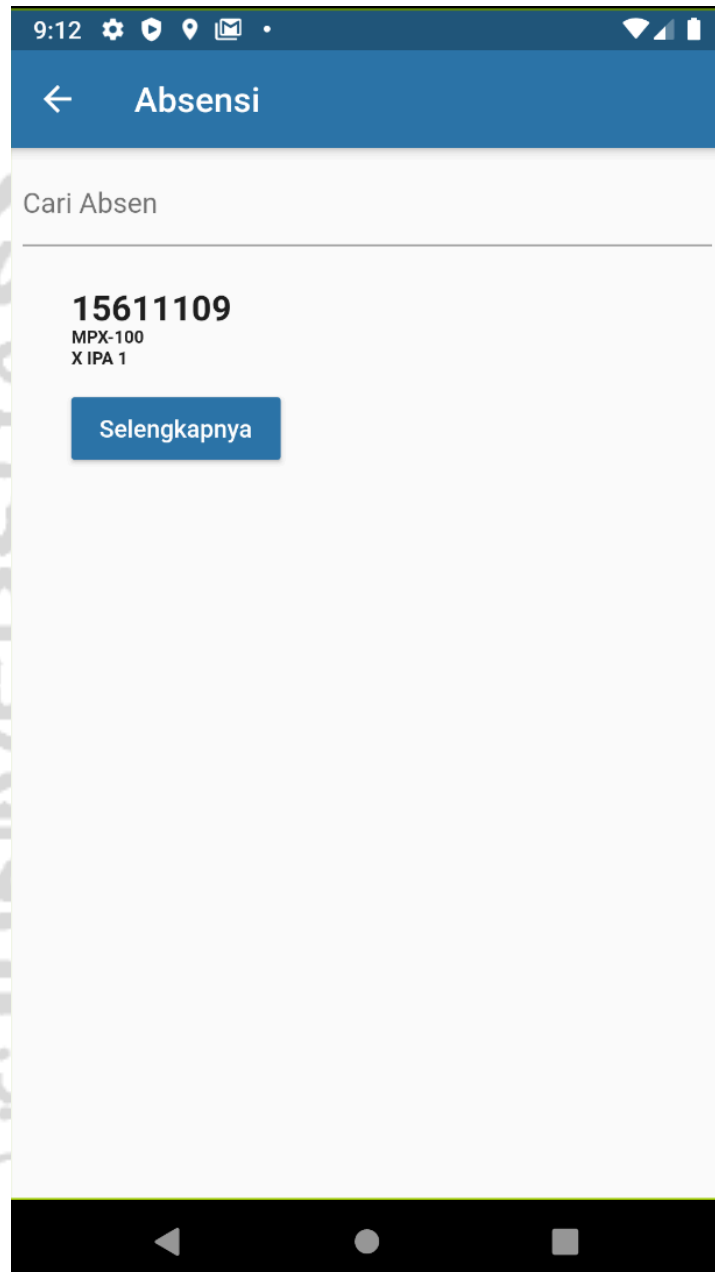 9:12
Absensi
Cari Absen
15611109
MPX-100
X IPA 1
Selengkapnya